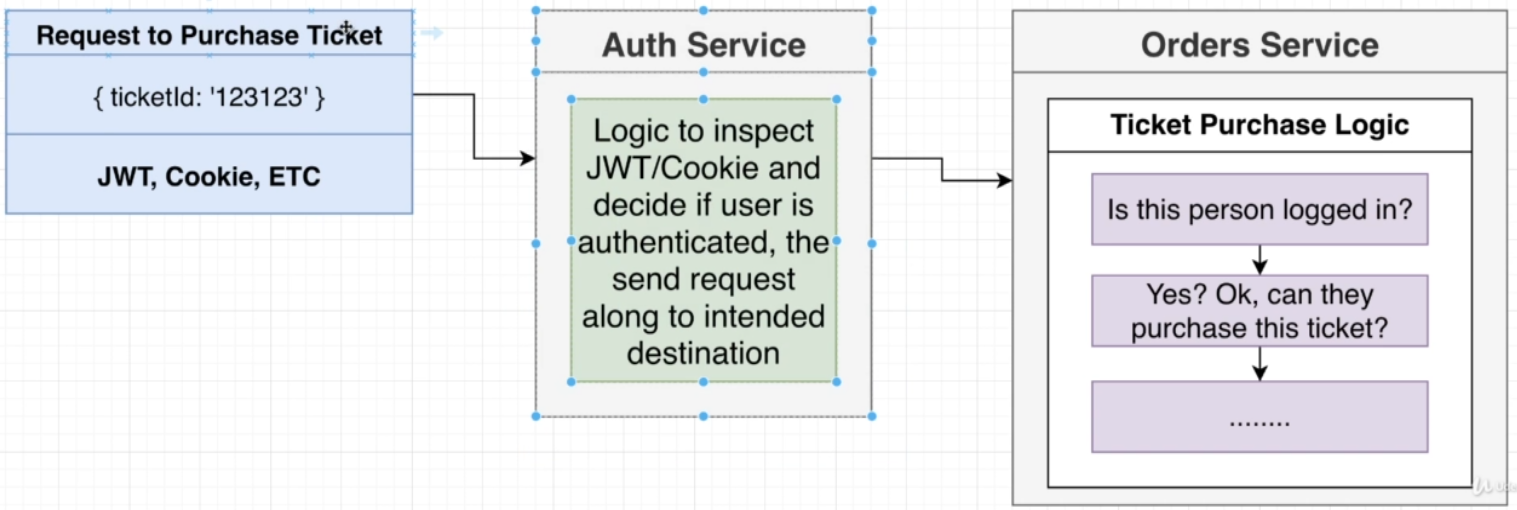 Request to Purchase Ticket
{ ticketId: '123123' }
JWT, Cookie, ETC
Auth Service
Logic to inspect
JWT/Cookie and
decide if user is
authenticated, the
send request
along to intended
destination
Orders Service
Ticket Purchase Logic
Is this person logged in?
Yes? Ok, can they
purchase this ticket?
........